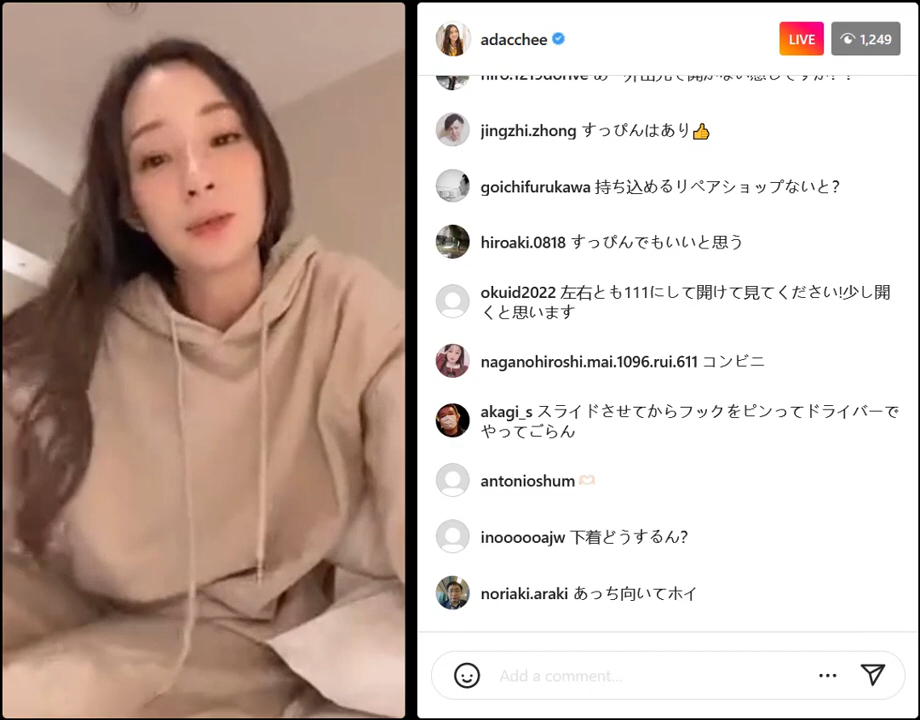 adacchee
LIVE
1,249
jingzhi.zhong すっぴんはあり👍
goichifurukawa 持ち込めるリペアショップないと?
hiroaki.0818 すっぴんでもいいと思う
okuid2022 左右とも111にして開けて見てください!少し開
くと思います
naganohiroshi.mai.1096.rui.611 コンビニ
akagi_s スライドさせてからフックをピンってドライバーで
やってごらん
antonioshum 🫶🏻
inoooooajw 下着どうするん?
noriaki.araki あっち向いてホイ
Add a comment...